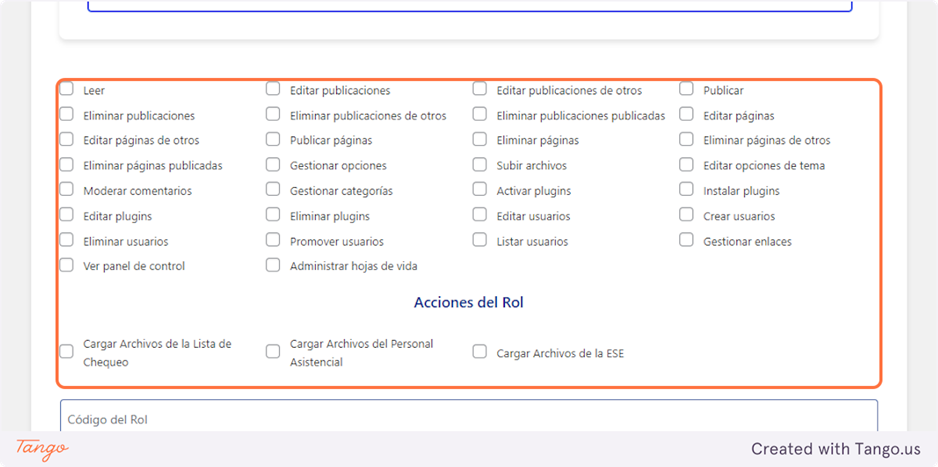 Leer Editar publicaciones Editar publicaciones de otros Publicar
Eliminar publicaciones Eliminar publicaciones de otros Eliminar publicaciones publicadas Editar páginas
Editar páginas de otros Publicar páginas Eliminar páginas Eliminar páginas de otros
Eliminar páginas publicadas Gestionar opciones Subir archivos Editar opciones de tema
Moderar comentarios Gestionar categorías Activar plugins Instalar plugins
Editar plugins Eliminar plugins Editar usuarios Crear usuarios
Eliminar usuarios Promover usuarios Listar usuarios Gestionar enlaces
Ver panel de control Administrar hojas de vida
Acciones del Rol
Cargar Archivos de la Lista de
Chequeo
Cargar Archivos del Personal
Asistencial
Cargar Archivos de la ESE
Código del Rol
Tango
Created with Tango.us